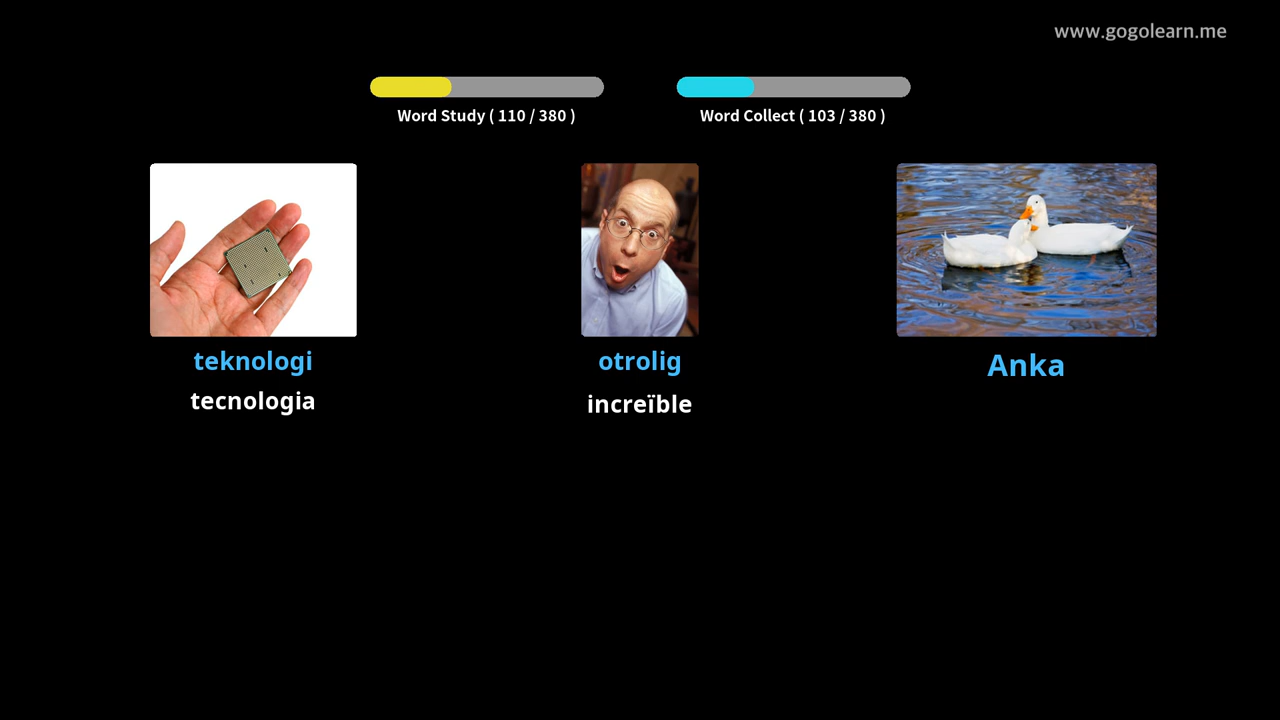 www.gogolearn.me
Word Study ( 110 / 380 )
Word Collect ( 103 / 380 )
teknologi
otrolig
Anka
tecnologia
increïble